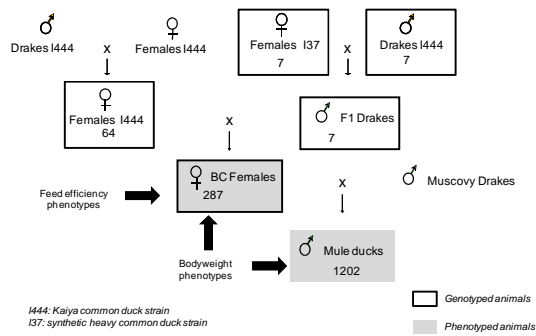 Drakes I444
x
Females I444
Females I37
7
x
Drakes I444
7
Females I444
64
x
F1 Drakes
7
BC Females
287
x
Muscovy Drakes
Feed efficiency
phenotypes
Bodyweight
phenotypes
Mule ducks
1202
I444: Kaiya common duck strain
I37: synthetic heavy common duck strain
Genotyped animals
Phenotyped animals